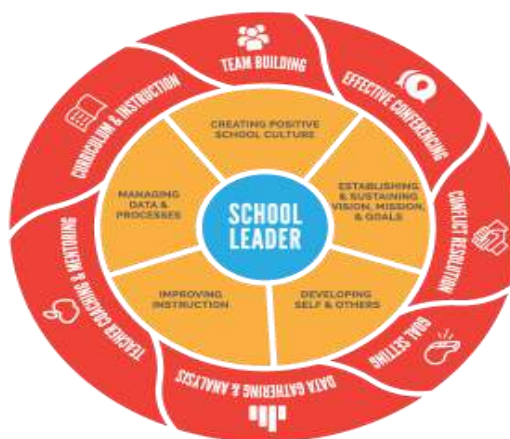 TEAM BUILDING
EFFECTIVE CONFERENCING
CONFLICT RESOLUTION
GOAL SETTING
DATA GATHERING & ANALYSIS
TEACHER COACHING & MENTORING
CURRICULUM & INSTRUCTION
CREATING POSITIVE
SCHOOL CULTURE
ESTABLISHING
& SUSTAINING
VISION, MISSION,
& GOALS
DEVELOPING
SELF & OTHERS
IMPROVING
INSTRUCTION
MANAGING
DATA &
PROCESSES
SCHOOL
LEADER